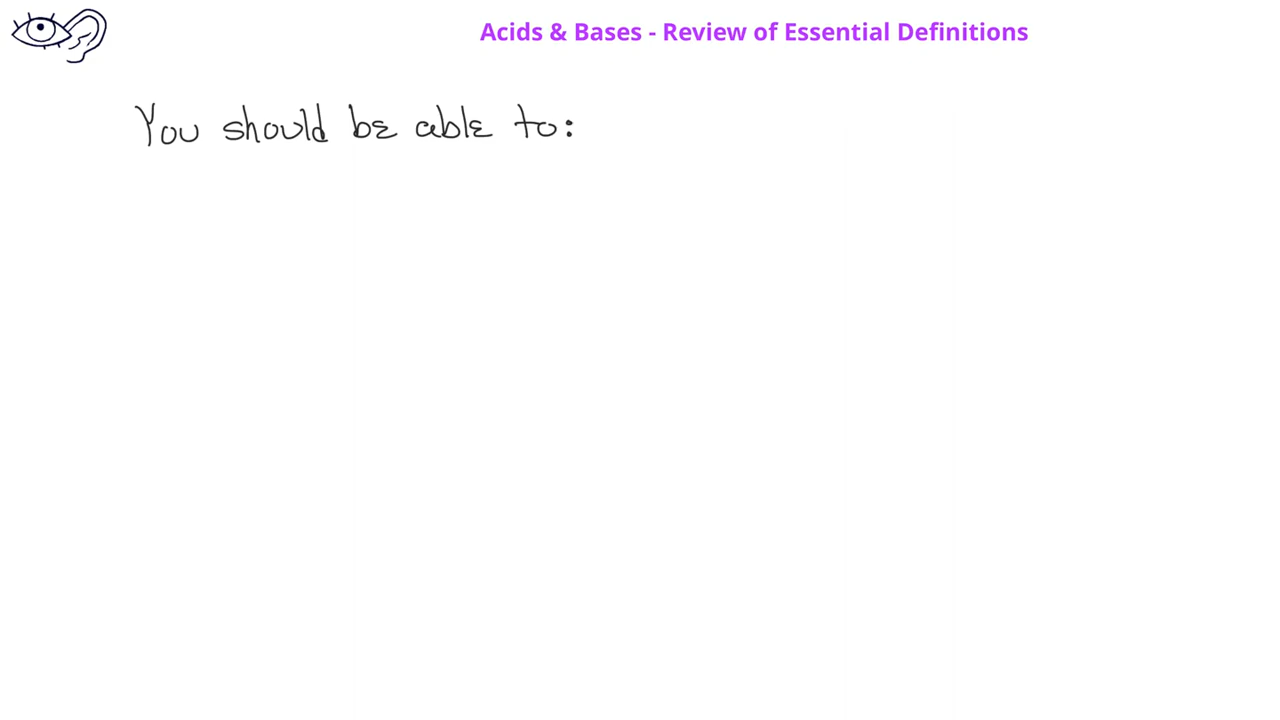 Acids & Bases - Review of Essential Definitions
You should be able to: